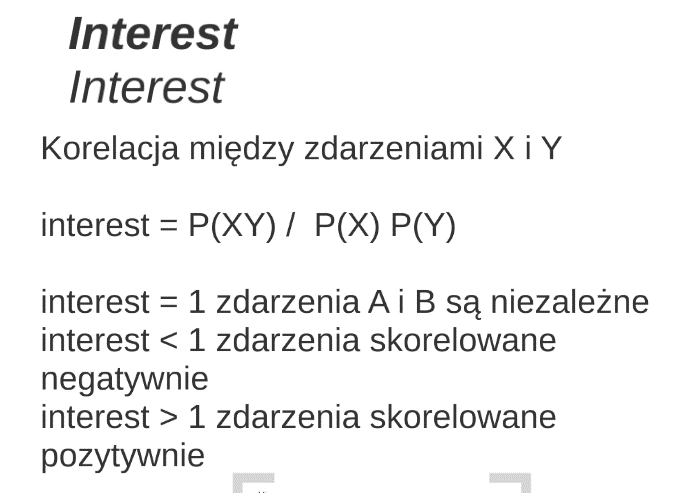 Interest
Interest
Korelacja między zdarzeniami X i Y
interest = P(XY) /  P(X) P(Y)
interest = 1 zdarzenia A i B są niezależne
interest < 1 zdarzenia skorelowane
negatywnie
interest > 1 zdarzenia skorelowane
pozytywnie